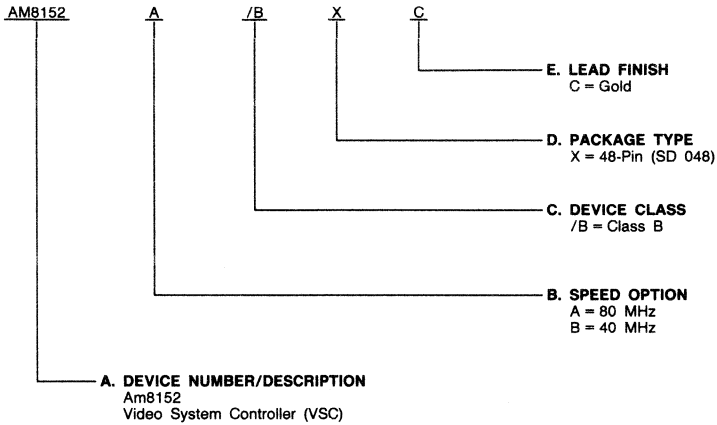 AM8152 A /B X C
E. LEAD FINISH
C = Gold
D. PACKAGE TYPE
X = 48-Pin (SD 048)
C. DEVICE CLASS
/B = Class B
B. SPEED OPTION
A = 80 MHz
B = 40 MHz
A. DEVICE NUMBER/DESCRIPTION
Am8152
Video System Controller (VSC)